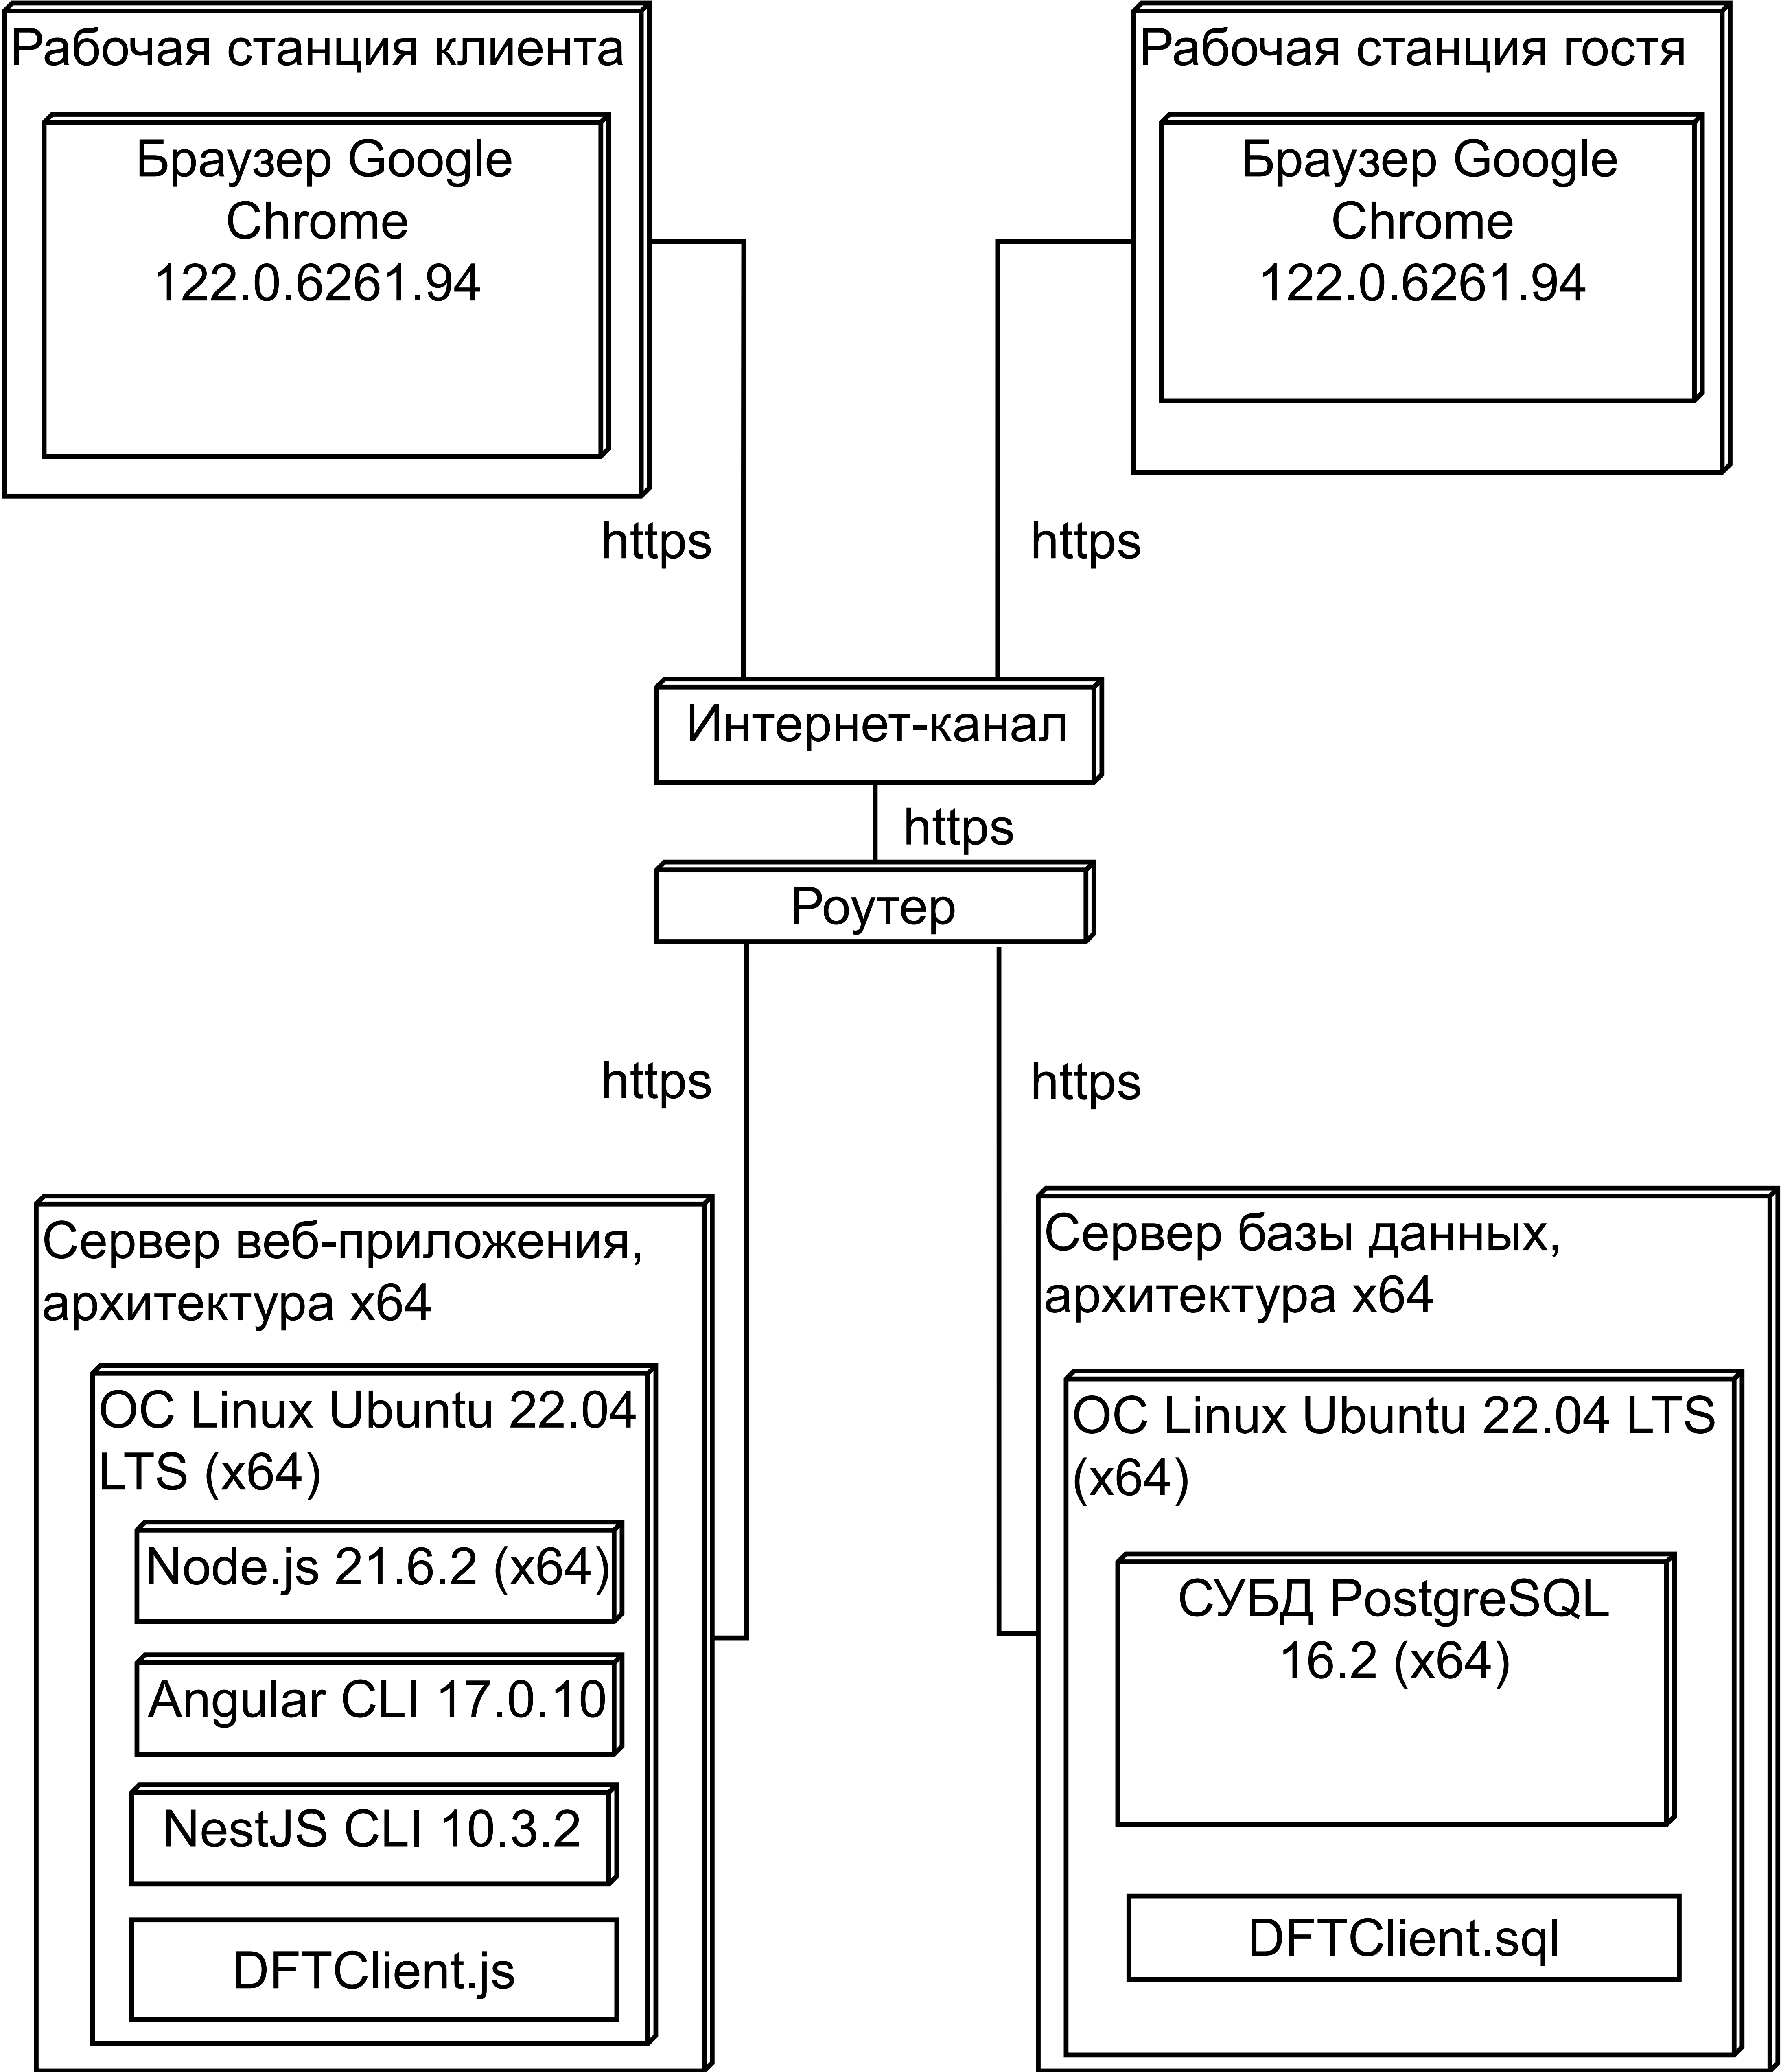 Рабочая станция клиента
Браузер Google
Chrome
122.0.6261.94
Рабочая станция гостя
Браузер Google
Chrome
122.0.6261.94
https
https
Интернет-канал
https
Роутер
https
https
Сервер веб-приложения,
архитектура x64
ОС Linux Ubuntu 22.04
LTS (x64)
Node.js 21.6.2 (x64)
Angular CLI 17.0.10
NestJS CLI 10.3.2
DFTClient.js
Сервер базы данных,
архитектура x64
ОС Linux Ubuntu 22.04 LTS
(x64)
СУБД PostgreSQL
16.2 (x64)
DFTClient.sql